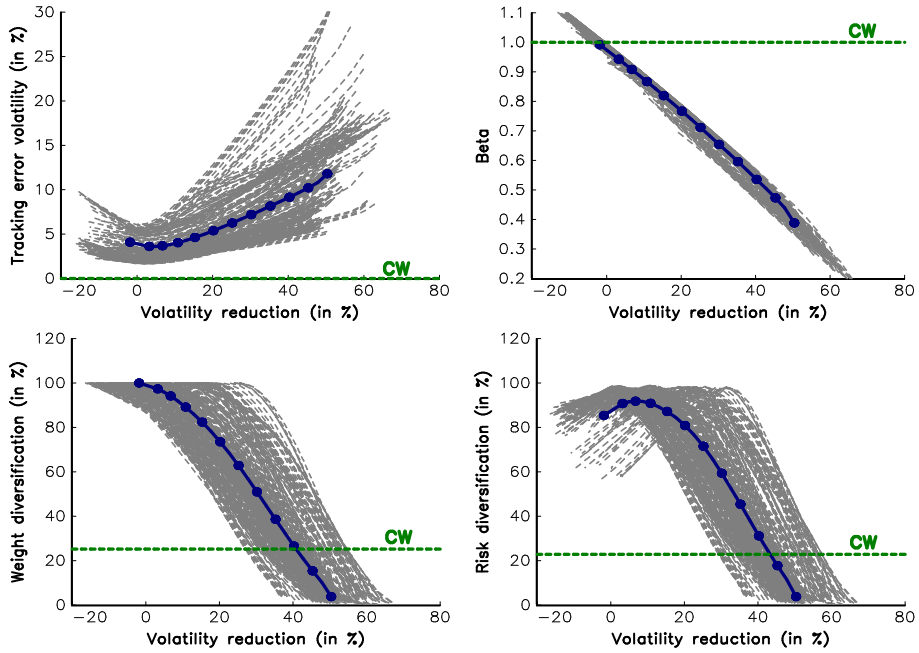 Tracking error volatility (in %)
30
25
20
15
10
5
0
CW
−20 0 20 40 60 80
Volatility reduction (in %)
Beta
1.1
1.0
0.9
0.8
0.7
0.6
0.5
0.4
0.3
0.2
CW
−20 0 20 40 60 80
Volatility reduction (in %)
Weight diversification (in %)
120
100
80
60
40
20
0
CW
−20 0 20 40 60 80
Volatility reduction (in %)
Risk diversification (in %)
120
100
80
60
40
20
0
CW
−20 0 20 40 60 80
Volatility reduction (in %)